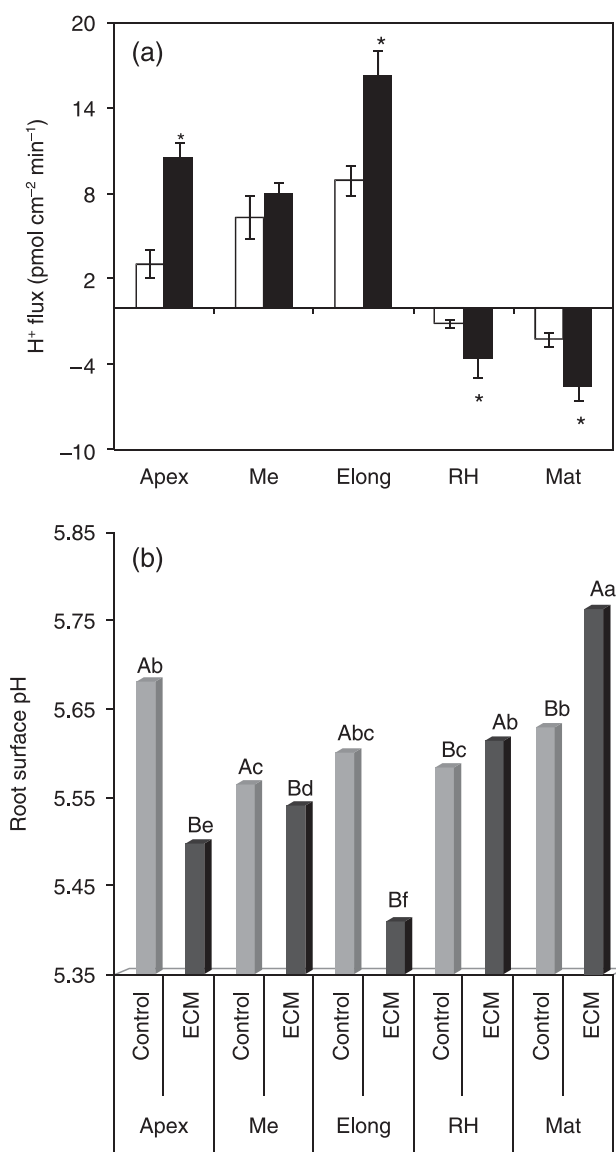 20
(a)
*
*
14
8
2
−4
*
*
−10
H⁺ flux (pmol cm⁻² min⁻¹)
Apex Me Elong RH Mat
5.85
(b)
Aa
5.75
Ab
5.65
Abc
Ab
Bb
Ac
Bd
Bc
5.55
Be
5.45
Bf
5.35
Root surface pH
Control ECM Control ECM Control ECM Control ECM Control ECM
Apex Me Elong RH Mat